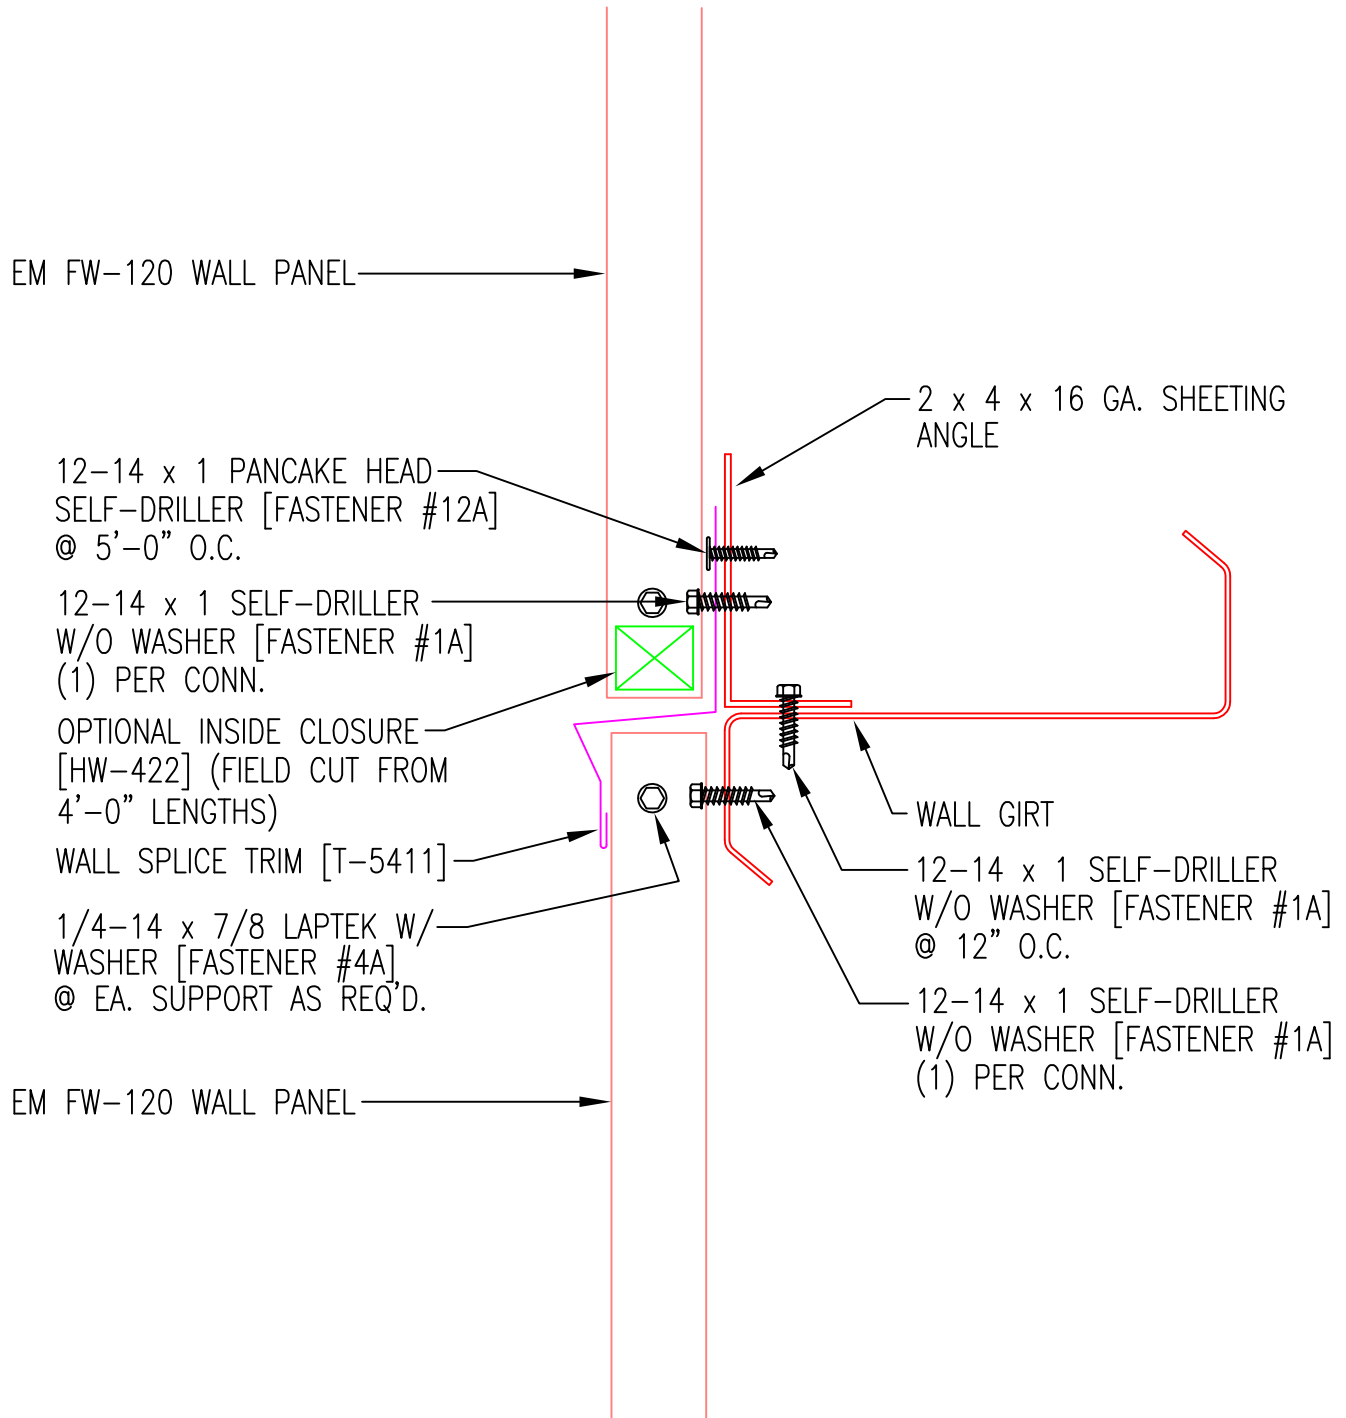 EM FW-120 WALL PANEL
2 x 4 x 16 GA. SHEETING
ANGLE
12-14 x 1 PANCAKE HEAD
SELF-DRILLER [FASTENER #12A]
@ 5'-0" O.C.
12-14 x 1 SELF-DRILLER
W/O WASHER [FASTENER #1A]
(1) PER CONN.
OPTIONAL INSIDE CLOSURE
[HW-422] (FIELD CUT FROM
4'-0" LENGTHS)
WALL SPLICE TRIM [T-5411]
1/4-14 x 7/8 LAPTEK W/
WASHER [FASTENER #4A]
@ EA. SUPPORT AS REQ'D.
EM FW-120 WALL PANEL
WALL GIRT
12-14 x 1 SELF-DRILLER
W/O WASHER [FASTENER #1A]
@ 12" O.C.
12-14 x 1 SELF-DRILLER
W/O WASHER [FASTENER #1A]
(1) PER CONN.